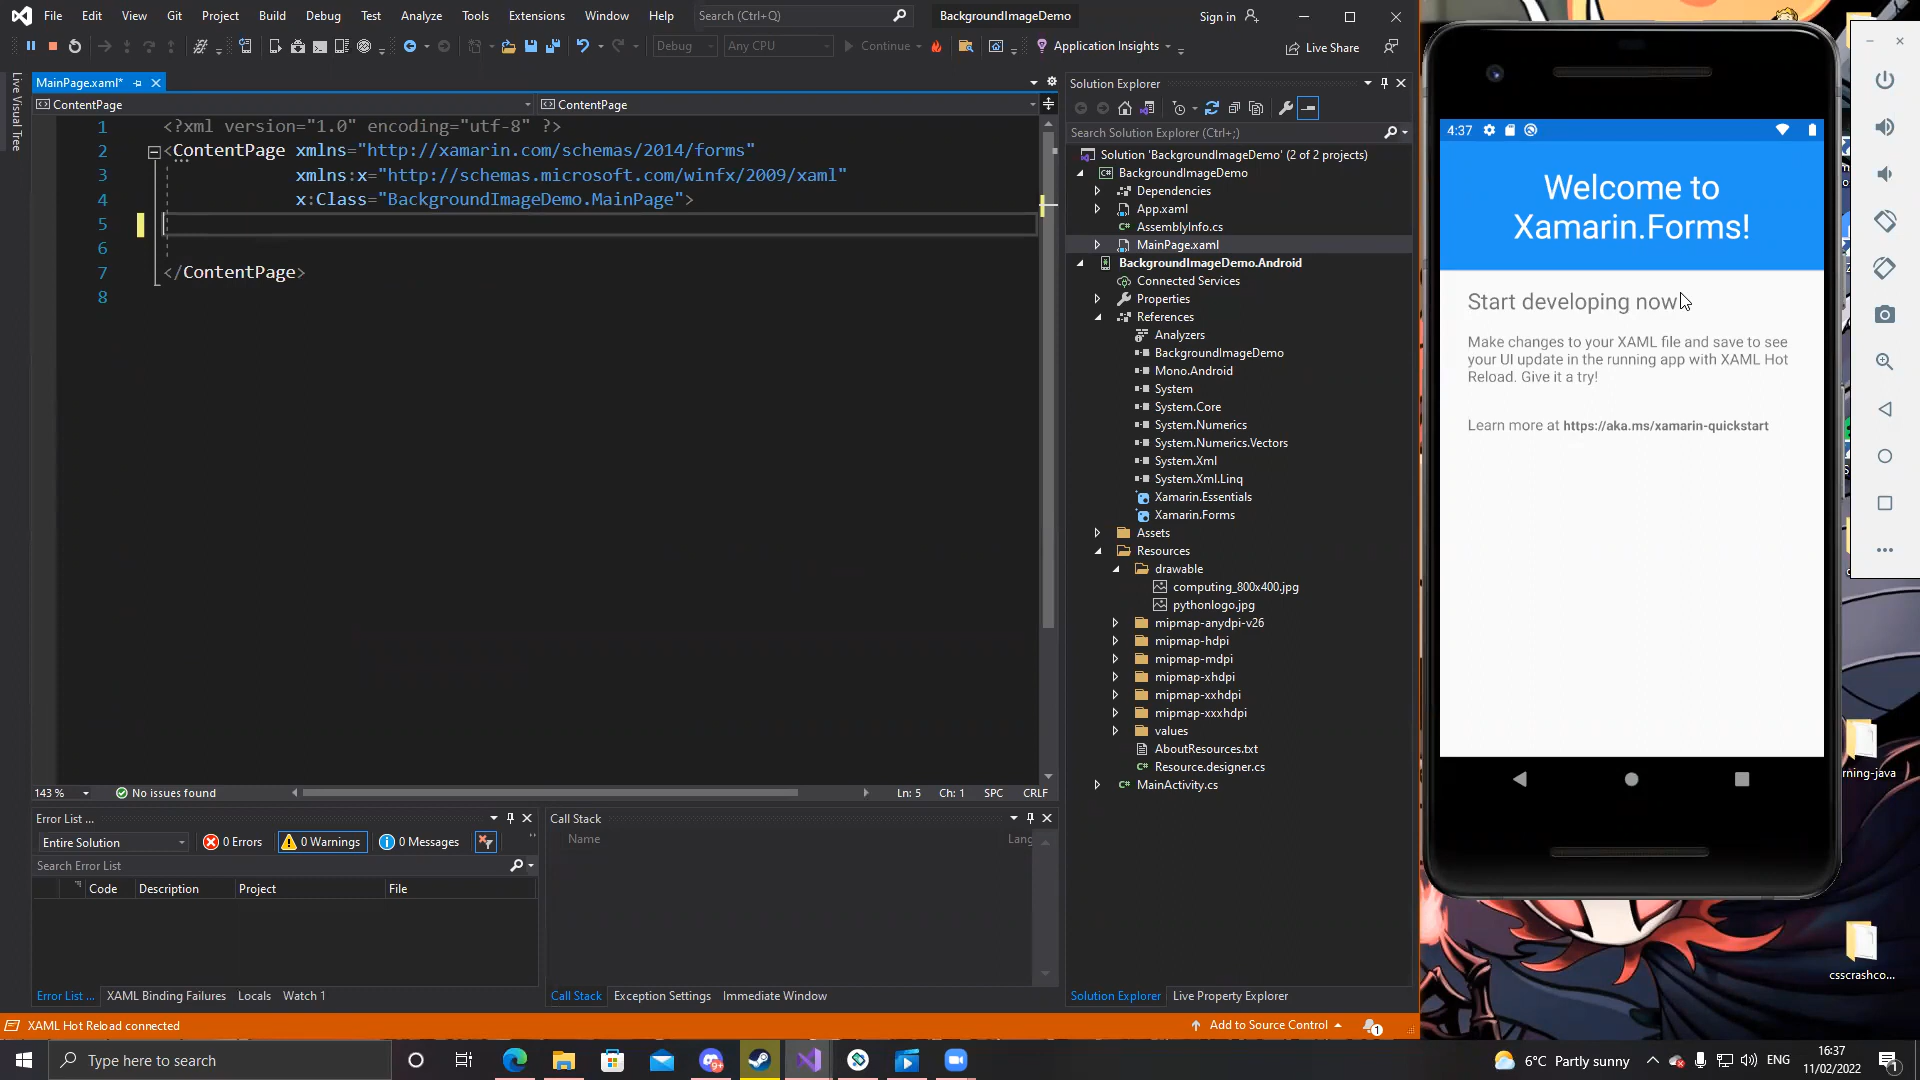 File Edit View Git Project Build Debug Test Analyze Tools Extensions Window Help Search (Ctrl+Q) BackgroundImageDemo Sign in
Debug Any CPU Continue Application Insights Live Share
Live Visual Tree
MainPage.xaml*
ContentPage ContentPage
1 <?xml version="1.0" encoding="utf-8" ?>
2 <ContentPage xmlns="http://xamarin.com/schemas/2014/forms"
3 xmlns:x="http://schemas.microsoft.com/winfx/2009/xaml"
4 x:Class="BackgroundImageDemo.MainPage">
5
6
7 </ContentPage>
8
143 % No issues found Ln: 5 Ch: 1 SPC CRLF
Error List ...
Entire Solution 0 Errors 0 Warnings 0 Messages
Search Error List
Code Description Project File
Error List ... XAML Binding Failures Locals Watch 1
Call Stack
Name Lang
Call Stack Exception Settings Immediate Window
Solution Explorer
Search Solution Explorer (Ctrl+;)
Solution 'BackgroundImageDemo' (2 of 2 projects)
BackgroundImageDemo
Dependencies
App.xaml
AssemblyInfo.cs
MainPage.xaml
BackgroundImageDemo.Android
Connected Services
Properties
References
Analyzers
BackgroundImageDemo
Mono.Android
System
System.Core
System.Numerics
System.Numerics.Vectors
System.Xml
System.Xml.Linq
Xamarin.Essentials
Xamarin.Forms
Assets
Resources
drawable
computing_800x400.jpg
pythonlogo.jpg
mipmap-anydpi-v26
mipmap-hdpi
mipmap-mdpi
mipmap-xhdpi
mipmap-xxhdpi
mipmap-xxxhdpi
values
AboutResources.txt
Resource.designer.cs
MainActivity.cs
Solution Explorer Live Property Explorer
4:37
Welcome to
Xamarin.Forms!
Start developing now
Make changes to your XAML file and save to see
your UI update in the running app with XAML Hot
Reload. Give it a try!
Learn more at https://aka.ms/xamarin-quickstart
rning-java
csscrashco...
XAML Hot Reload connected Add to Source Control 1
Type here to search 9+ 6°C Partly sunny ENG 16:37
11/02/2022 1